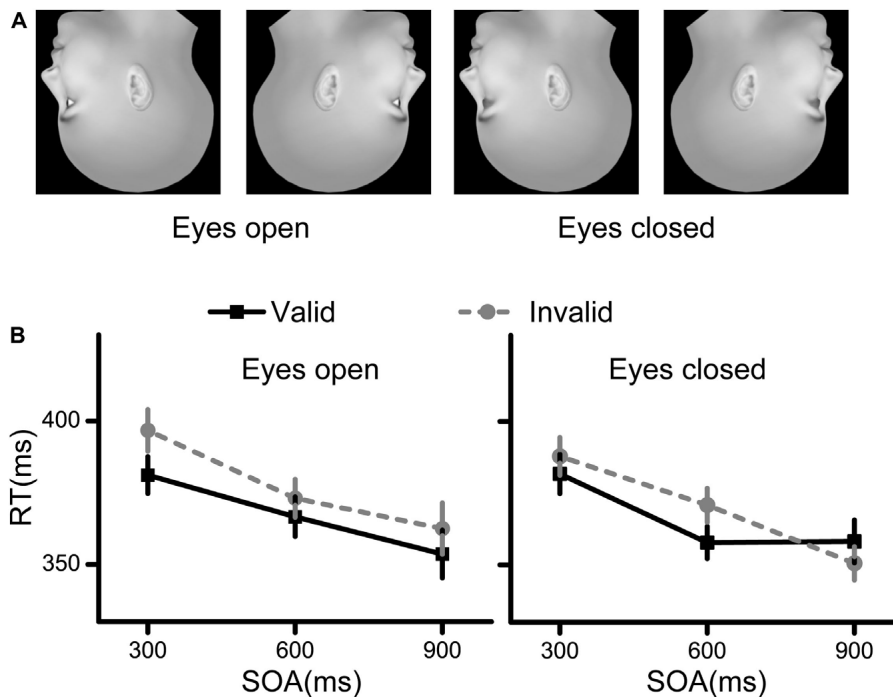 A
Eyes open Eyes closed
Valid Invalid
B
Eyes open Eyes closed
400
RT(ms)
350
300 600 900 300 600 900
SOA(ms) SOA(ms)